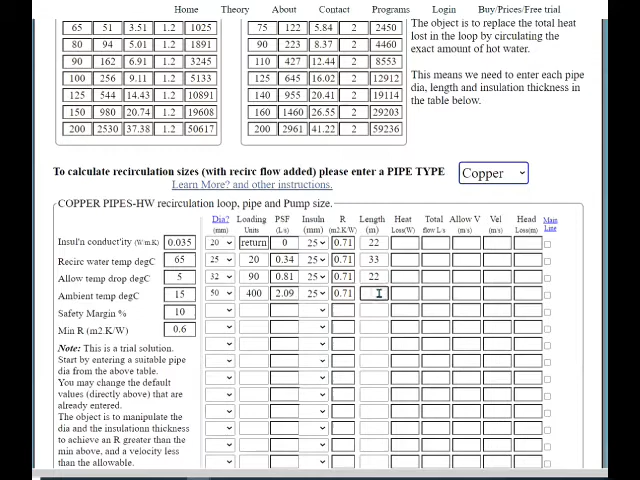 Home Theory About Contact Programs Login Buy/Prices/Free trial
65 51 3.51 1.2 1025
80 94 5.01 1.2 1891
90 162 6.91 1.2 3245
100 256 9.11 1.2 5133
125 544 14.43 1.2 10891
150 980 20.74 1.2 19608
200 2530 37.38 1.2 50617
75 122 5.84 2 2450
90 223 8.37 2 4460
110 427 12.44 2 8553
125 645 16.02 2 12912
140 955 20.41 2 19114
160 1460 26.55 2 29203
200 2961 41.22 2 59236
The object is to replace the total heat
lost in the loop by circulating the
exact amount of hot water.
This means we need to enter each pipe
dia, length and insulation thickness in
the table below.
To calculate recirculation sizes (with recirc flow added) please enter a PIPE TYPE Copper
Learn More? and other instructions.
COPPER PIPES-HW recirculation loop, pipe and Pump size.
Insul'n conduct'ity (W/m.K) 0.035
Recirc water temp degC 65
Allow temp drop degC 5
Ambient temp degC 15
Safety Margin % 10
Min R (m2.K/W) 0.6
Note: This is a trial solution.
Start by entering a suitable pipe
dia from the above table.
You may change the default
values (directly above) that are
already entered.
The object is to manipulate the
dia and the insulationn thickness
to achieve an R greater than the
min above, and a velocity less
than the allowable.
Dia? Loading PSF Insuln R Length Heat Total Allow V Vel Head Main
(mm) Units (L/s) (mm) (m2.K/W) (m) Loss(W) flow L/s (m/s) (m/s) Loss(m) Line
20 return 0 25 0.71 22
25 20 0.34 25 0.71 33
32 90 0.81 25 0.71 22
50 400 2.09 25 0.71